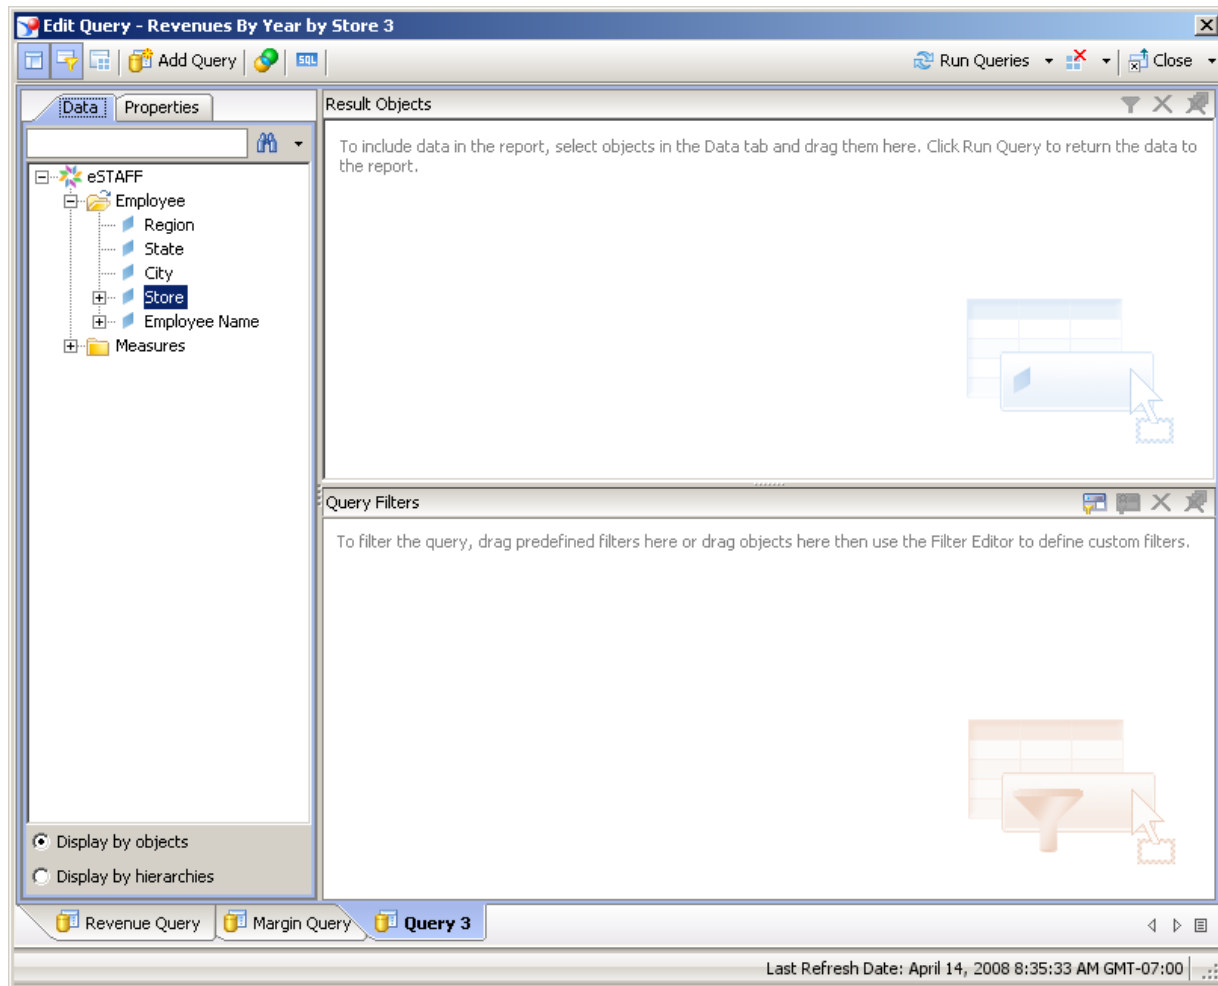 Edit Query - Revenues By Year by Store 3
Add Query SQL Run Queries Close
Data Properties
Result Objects
To include data in the report, select objects in the Data tab and drag them here. Click Run Query to return the data to
the report.
eSTAFF
Employee
Region
State
City
Store
Employee Name
Measures
Query Filters
To filter the query, drag predefined filters here or drag objects here then use the Filter Editor to define custom filters.
Display by objects
Display by hierarchies
Revenue Query Margin Query Query 3
Last Refresh Date: April 14, 2008 8:35:33 AM GMT-07:00